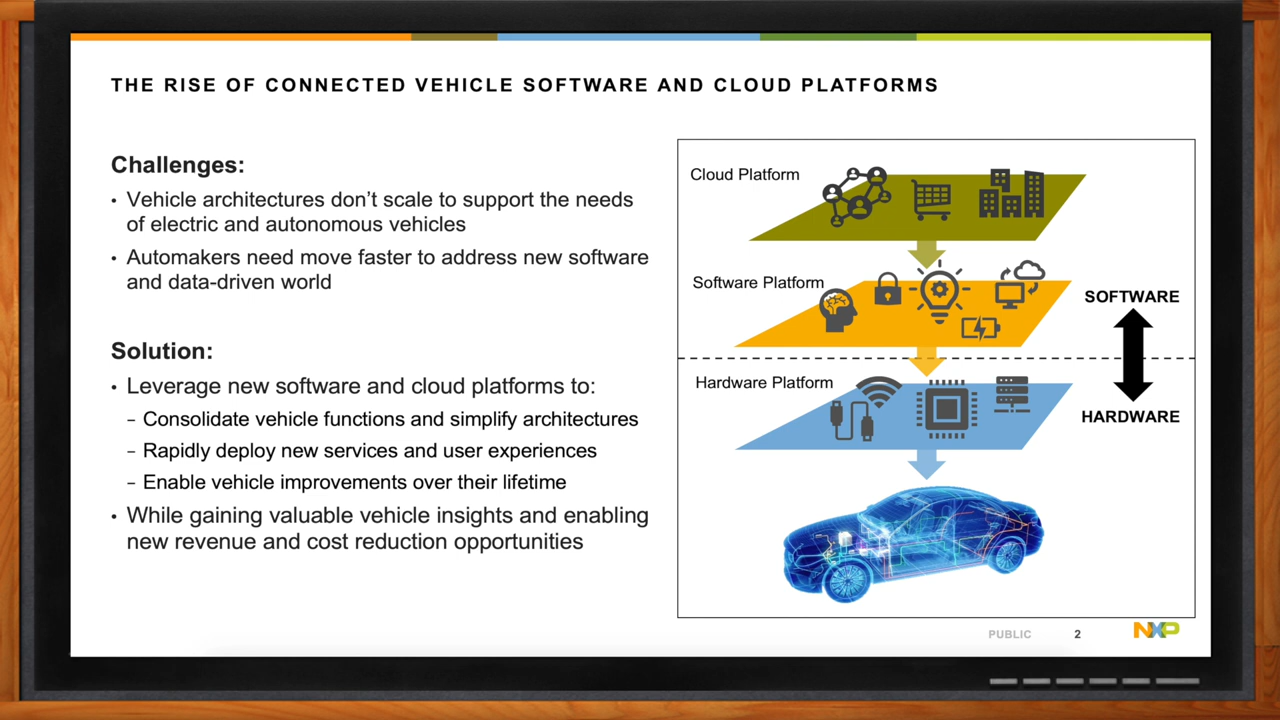 THE RISE OF CONNECTED VEHICLE SOFTWARE AND CLOUD PLATFORMS
Challenges:
• Vehicle architectures don’t scale to support the needs
of electric and autonomous vehicles
• Automakers need move faster to address new software
and data-driven world
Solution:
• Leverage new software and cloud platforms to:
– Consolidate vehicle functions and simplify architectures
– Rapidly deploy new services and user experiences
– Enable vehicle improvements over their lifetime
• While gaining valuable vehicle insights and enabling
new revenue and cost reduction opportunities
Cloud Platform
Software Platform
Hardware Platform
SOFTWARE
HARDWARE
PUBLIC
2
NXP